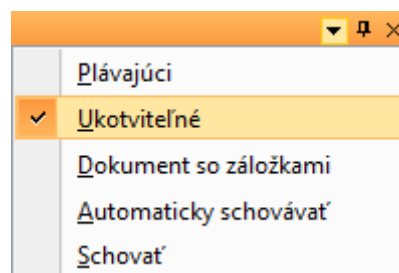 Plávajúci
Ukotviteľné
Dokument so záložkami
Automaticky schovávať
Schovať